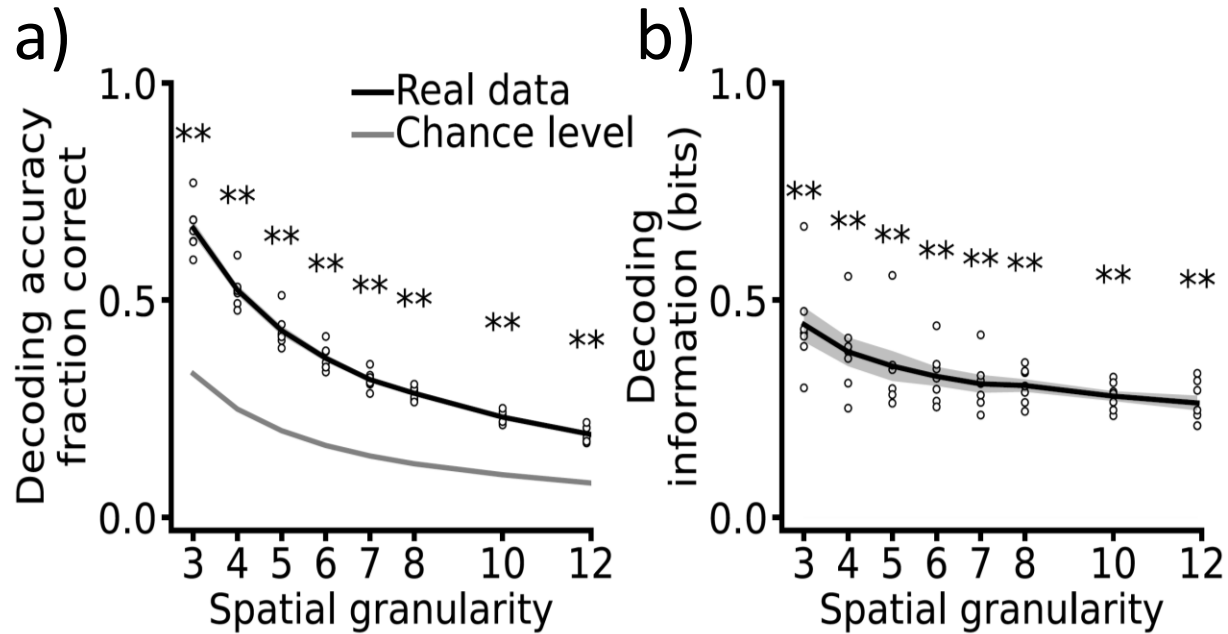 a)
Decoding accuracy
fraction correct
1.0
0.5
0.0
Real data
Chance level
**
**
**
**
**
**
**
**
3 4 5 6 7 8 10 12
Spatial granularity
b)
Decoding
information (bits)
1.0
0.5
0.0
**
**
**
**
**
**
**
**
3 4 5 6 7 8 10 12
Spatial granularity